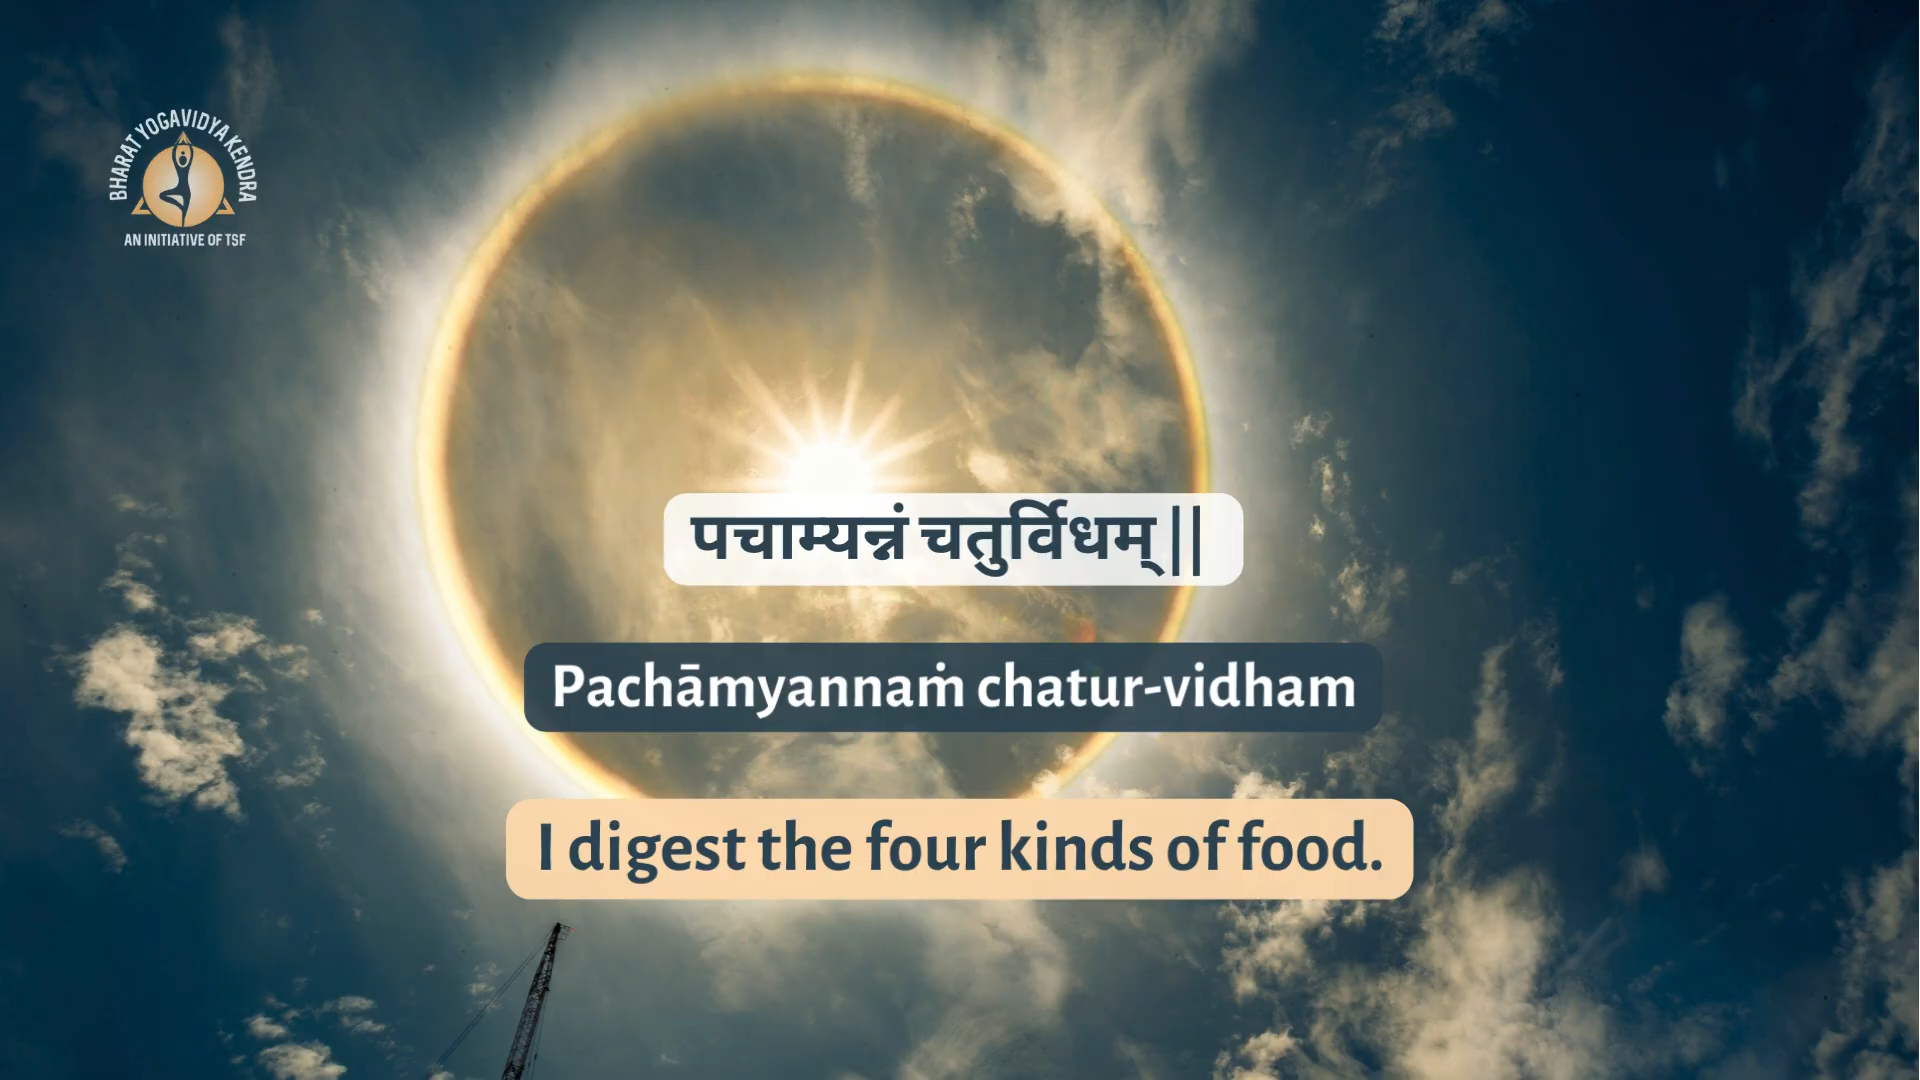 BHARAT YOGAVIDYA KENDRA
AN INITIATIVE OF TSF
पचाम्यन्नं चतुर्विधम्||
Pachāmyannaṁ chatur-vidham
I digest the four kinds of food.